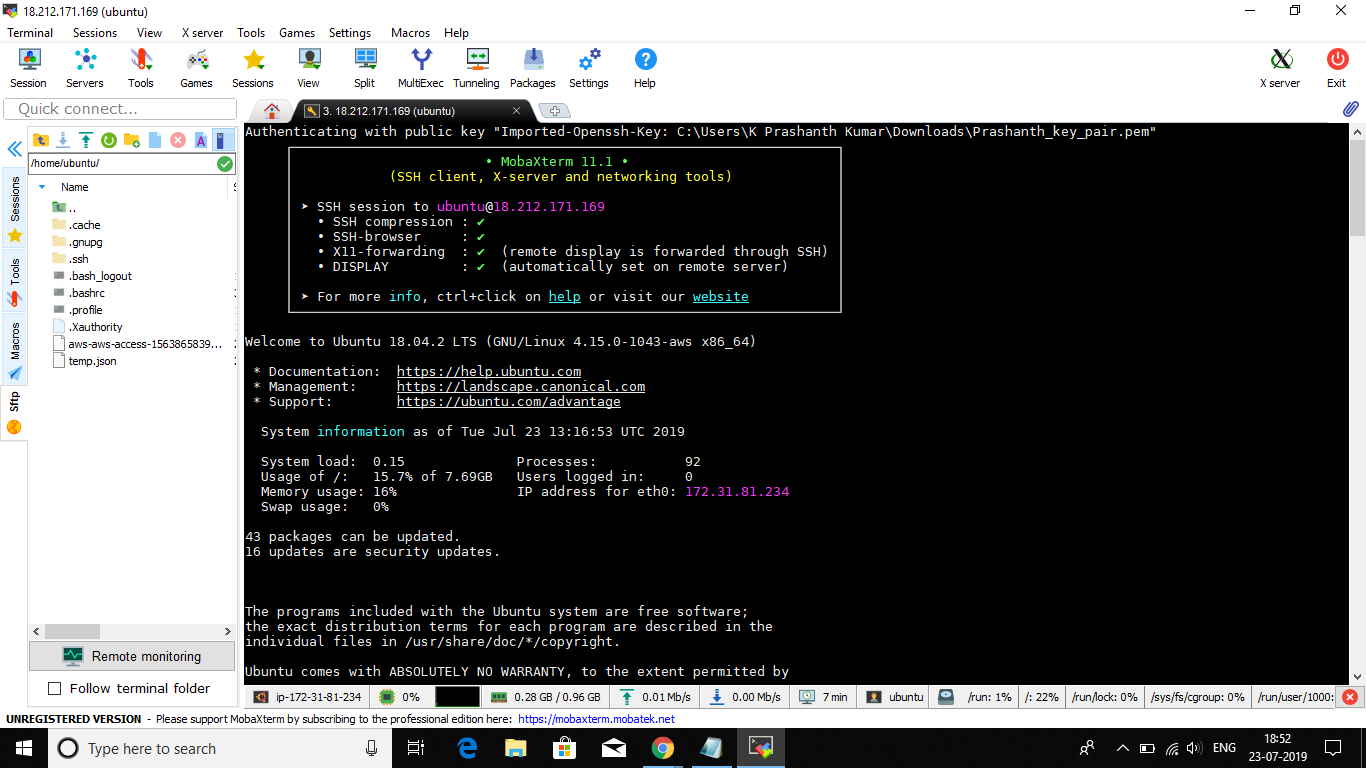 18.212.171.169 (ubuntu)
Terminal Sessions View X server Tools Games Settings Macros Help
Session Servers Tools Games Sessions View Split MultiExec Tunneling Packages Settings Help X server Exit
Quick connect...
3. 18.212.171.169 (ubuntu)
/home/ubuntu/
Name
..
.cache
.gnupg
.ssh
.bash_logout
.bashrc
.profile
.Xauthority
aws-aws-access-1563865839...
temp.json
Sessions
Tools
Macros
Sftp
Remote monitoring
Follow terminal folder
Authenticating with public key "Imported-Openssh-Key: C:\Users\K Prashanth Kumar\Downloads\Prashanth_key_pair.pem"
• MobaXterm 11.1 •
(SSH client, X-server and networking tools)
➤ SSH session to ubuntu@18.212.171.169
• SSH compression : ✔
• SSH-browser : ✔
• X11-forwarding : ✔ (remote display is forwarded through SSH)
• DISPLAY : ✔ (automatically set on remote server)
➤ For more info, ctrl+click on help or visit our website
Welcome to Ubuntu 18.04.2 LTS (GNU/Linux 4.15.0-1043-aws x86_64)
* Documentation: https://help.ubuntu.com
* Management: https://landscape.canonical.com
* Support: https://ubuntu.com/advantage
System information as of Tue Jul 23 13:16:53 UTC 2019
System load: 0.15 Processes: 92
Usage of /: 15.7% of 7.69GB Users logged in: 0
Memory usage: 16% IP address for eth0: 172.31.81.234
Swap usage: 0%
43 packages can be updated.
16 updates are security updates.
The programs included with the Ubuntu system are free software;
the exact distribution terms for each program are described in the
individual files in /usr/share/doc/*/copyright.
Ubuntu comes with ABSOLUTELY NO WARRANTY, to the extent permitted by
ip-172-31-81-234 0% 0.28 GB / 0.96 GB 0.01 Mb/s 0.00 Mb/s 7 min ubuntu /run: 1% /: 22% /run/lock: 0% /sys/fs/cgroup: 0% /run/user/1000:
UNREGISTERED VERSION - Please support MobaXterm by subscribing to the professional edition here: https://mobaxterm.mobatek.net
Type here to search
ENG
18:52
23-07-2019